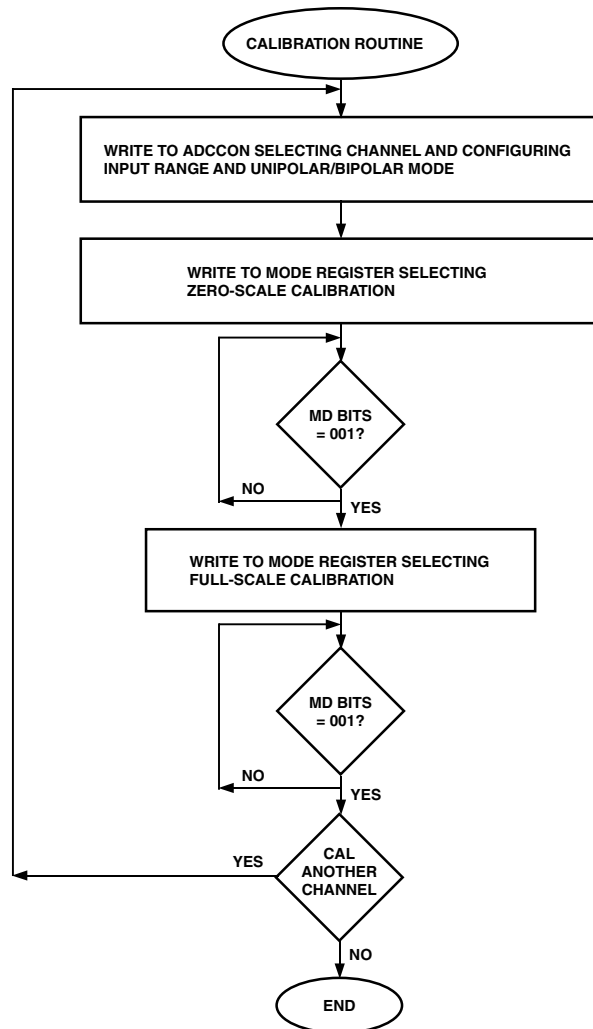 CALIBRATION ROUTINE
WRITE TO ADCCON SELECTING CHANNEL AND CONFIGURING
INPUT RANGE AND UNIPOLAR/BIPOLAR MODE
WRITE TO MODE REGISTER SELECTING
ZERO-SCALE CALIBRATION
MD BITS
= 001?
NO
YES
WRITE TO MODE REGISTER SELECTING
FULL-SCALE CALIBRATION
MD BITS
= 001?
NO
YES
YES
CAL
ANOTHER
CHANNEL
NO
END